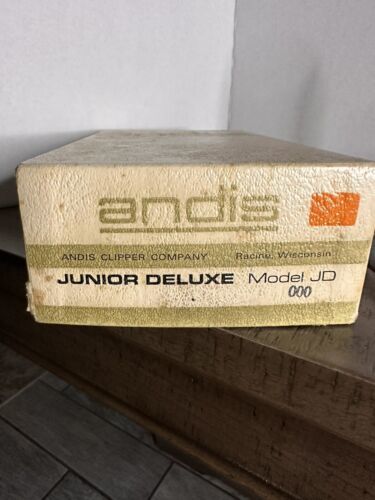 andis
ANDIS CLIPPER COMPANY Racine, Wisconsin
JUNIOR DELUXE Model JD
000